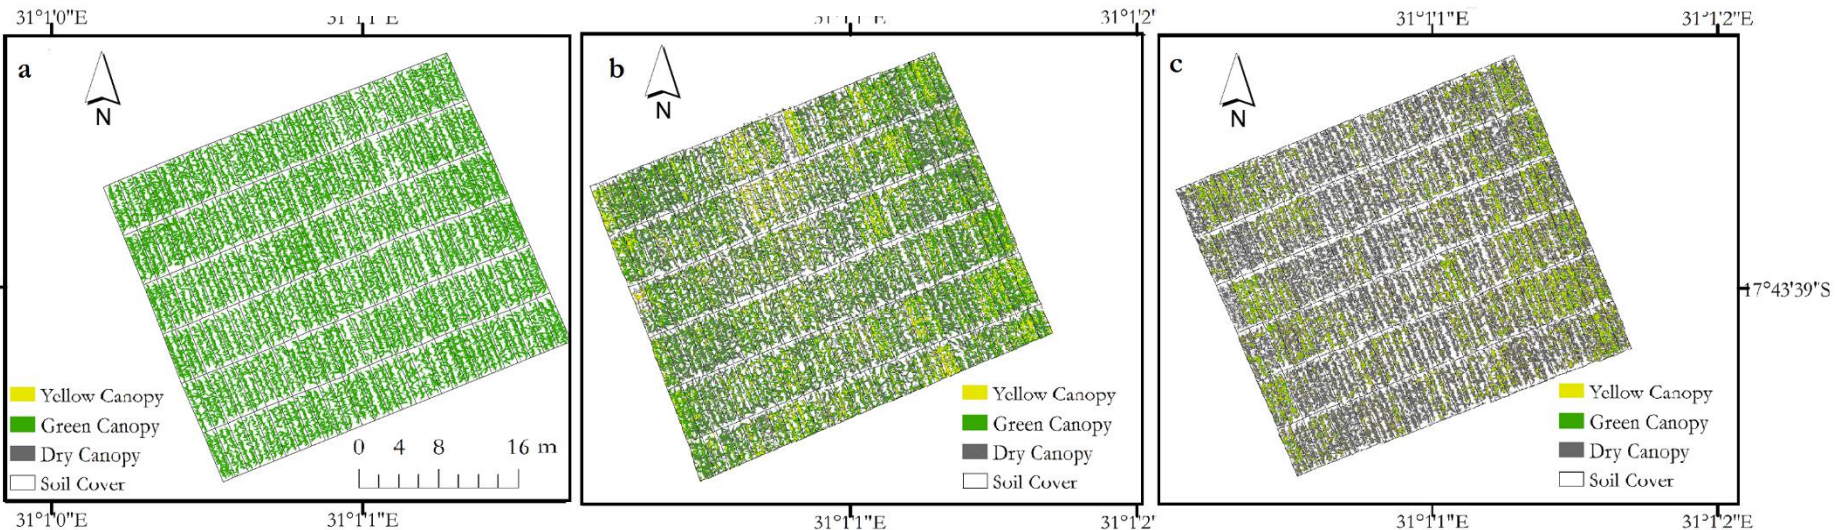 31°1'0"E 31°1'2" 31°1'1"E 31°1'2"E
a
N
Yellow Canopy
Green Canopy
Dry Canopy
Soil Cover
0 4 8 16 m
b
N
Yellow Canopy
Green Canopy
Dry Canopy
Soil Cover
c
N
Yellow Canopy
Green Canopy
Dry Canopy
Soil Cover
17°43'39"S
31°1'0"E 31°1'1"E 31°1'1"E 31°1'2" 31°1'1"E 31°1'2"E